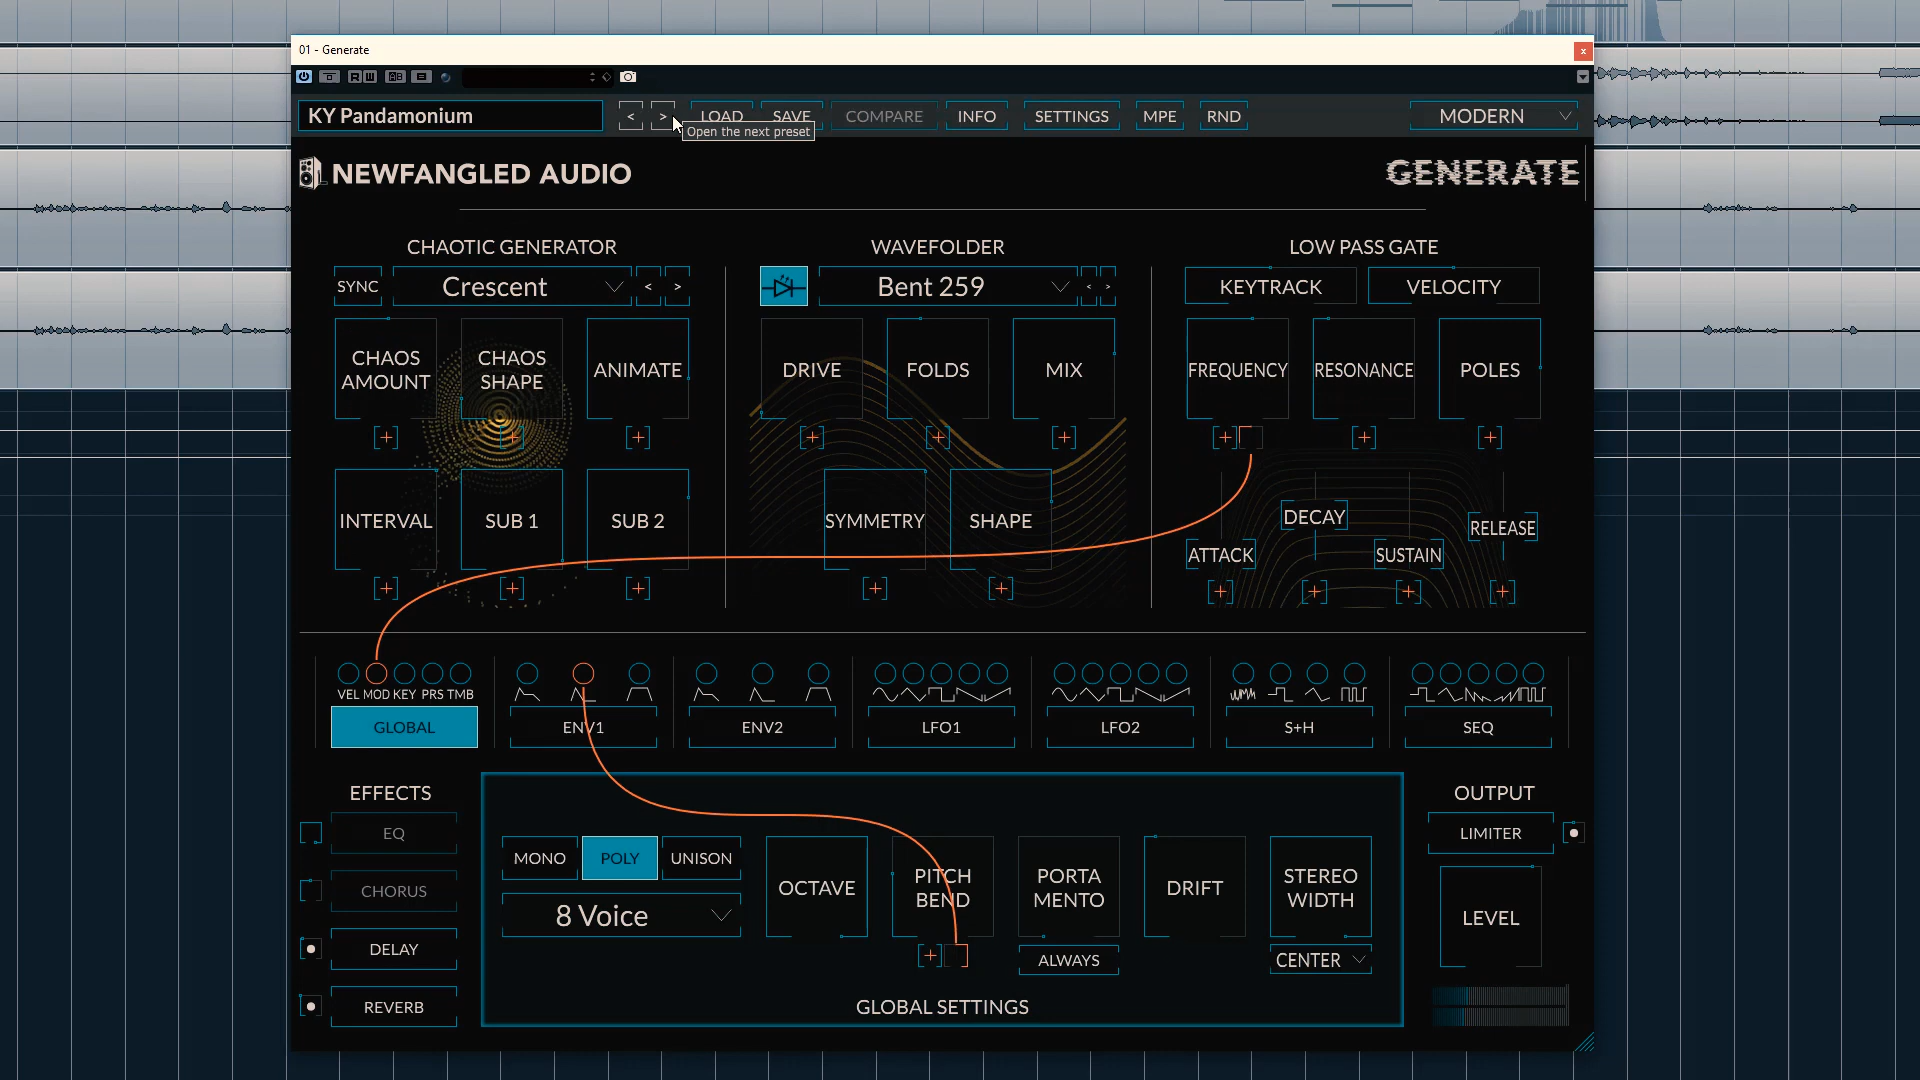 01 - Generate
x
R W
KY Pandamonium
< > LOAD SAVE COMPARE INFO SETTINGS MPE RND MODERN
Open the next preset
NEWFANGLED AUDIO GENERATE
CHAOTIC GENERATOR WAVEFOLDER LOW PASS GATE
SYNC Crescent < > Bent 259 < > KEYTRACK VELOCITY
CHAOS AMOUNT CHAOS SHAPE ANIMATE DRIVE FOLDS MIX FREQUENCY RESONANCE POLES
+ + + + + + + + +
INTERVAL SUB 1 SUB 2 SYMMETRY SHAPE ATTACK DECAY SUSTAIN RELEASE
+ + + + + + + + +
VEL MOD KEY PRS TMB
GLOBAL ENV1 ENV2 LFO1 LFO2 S+H SEQ
EFFECTS OUTPUT
EQ LIMITER
MONO POLY UNISON OCTAVE PITCH BEND PORTA MENTO DRIFT STEREO WIDTH
CHORUS 8 Voice LEVEL
DELAY + ALWAYS CENTER
REVERB GLOBAL SETTINGS